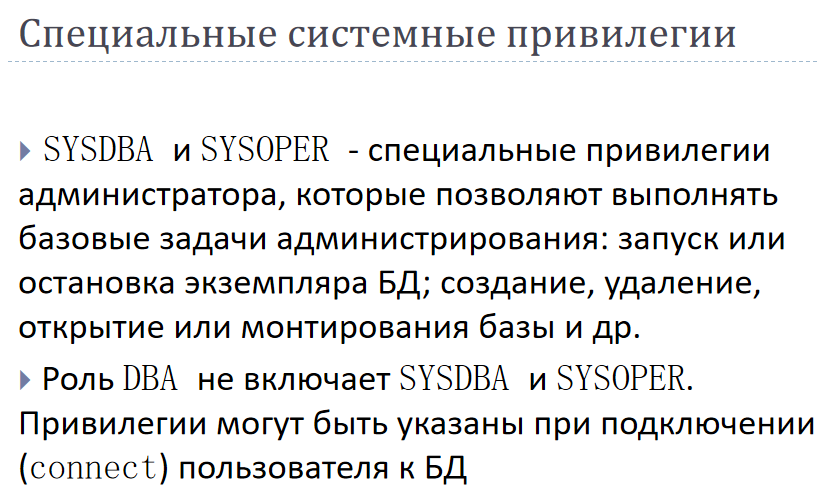 Специальные системные привилегии
SYSDBA и SYSOPER - специальные привилегии
администратора, которые позволяют выполнять
базовые задачи администрирования: запуск или
остановка экземпляра БД; создание, удаление,
открытие или монтирования базы и др.
Роль DBA не включает SYSDBA и SYSOPER.
Привилегии могут быть указаны при подключении
(connect) пользователя к БД